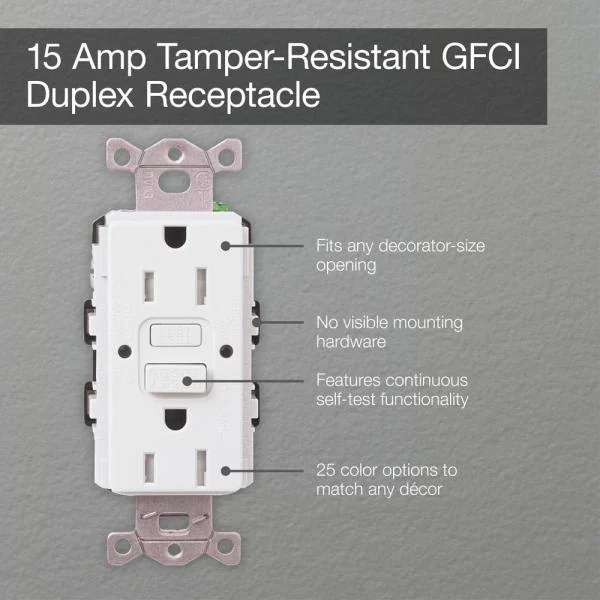 15 Amp Tamper-Resistant GFCI
Duplex Receptacle
Fits any decorator-size
opening
No visible mounting
hardware
Features continuous
self-test functionality
25 color options to
match any décor